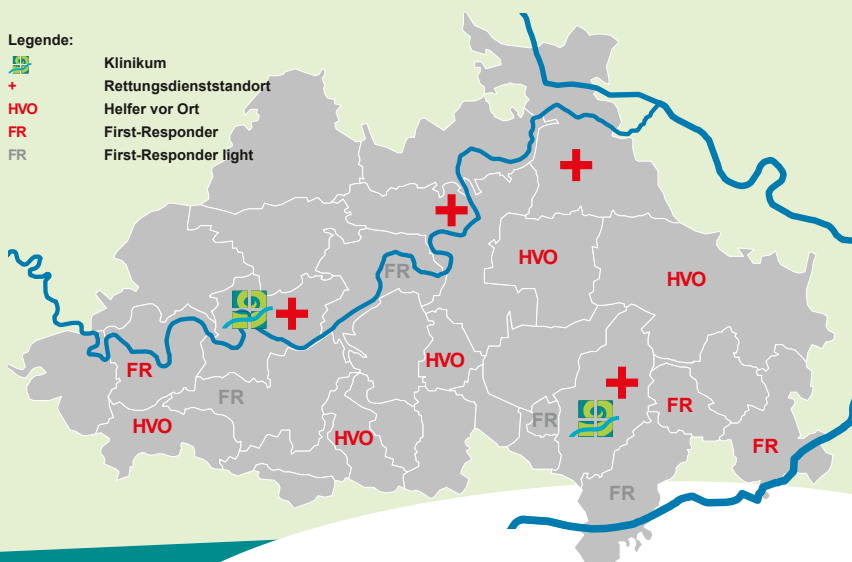 Legende:
Klinikum
+ Rettungsdienststandort
HVO Helfer vor Ort
FR First-Responder
FR First-Responder light
HVO
FR
HVO
HVO
FR
FR
FR
FR
HVO
HVO
FR
FR
FR